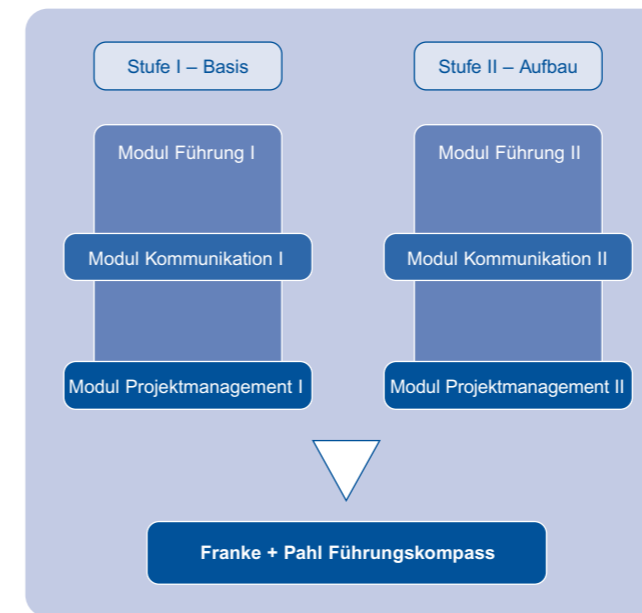 Stufe I – Basis
Stufe II – Aufbau
Modul Führung I
Modul Führung II
Modul Kommunikation I
Modul Kommunikation II
Modul Projektmanagement I
Modul Projektmanagement II
Franke + Pahl Führungskompass